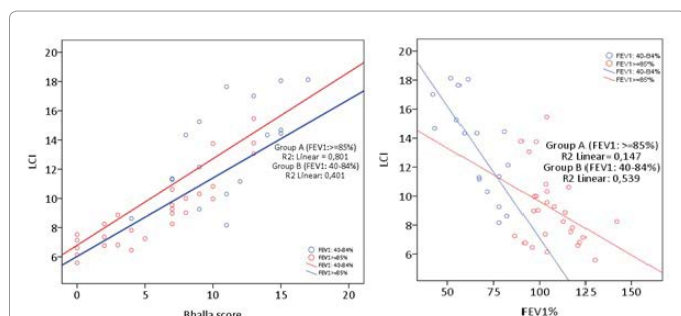 20
18
16
14
12
10
8
6
LCI
Group A (FEV1:>=85%)
R2: Linear = 0,801
Group B (FEV1: 40-84%)
R2 Linear: 0,401
FEV1: 40-84%
FEV1>=85%
FEV1: 40-84%
FEV1>=85%
0
5
10
15
20
Bhalla score
20
18
16
14
12
10
8
6
LCI
FEV1: 40-84%
FEV1>=85%
FEV1: 40-84%
FEV1>=85%
Group A (FEV1: >=85%)
R2 Linear= 0,147
Group B (FEV1: 40-84%)
R2 Linear: 0,539
50
75
100
125
150
FEV1%